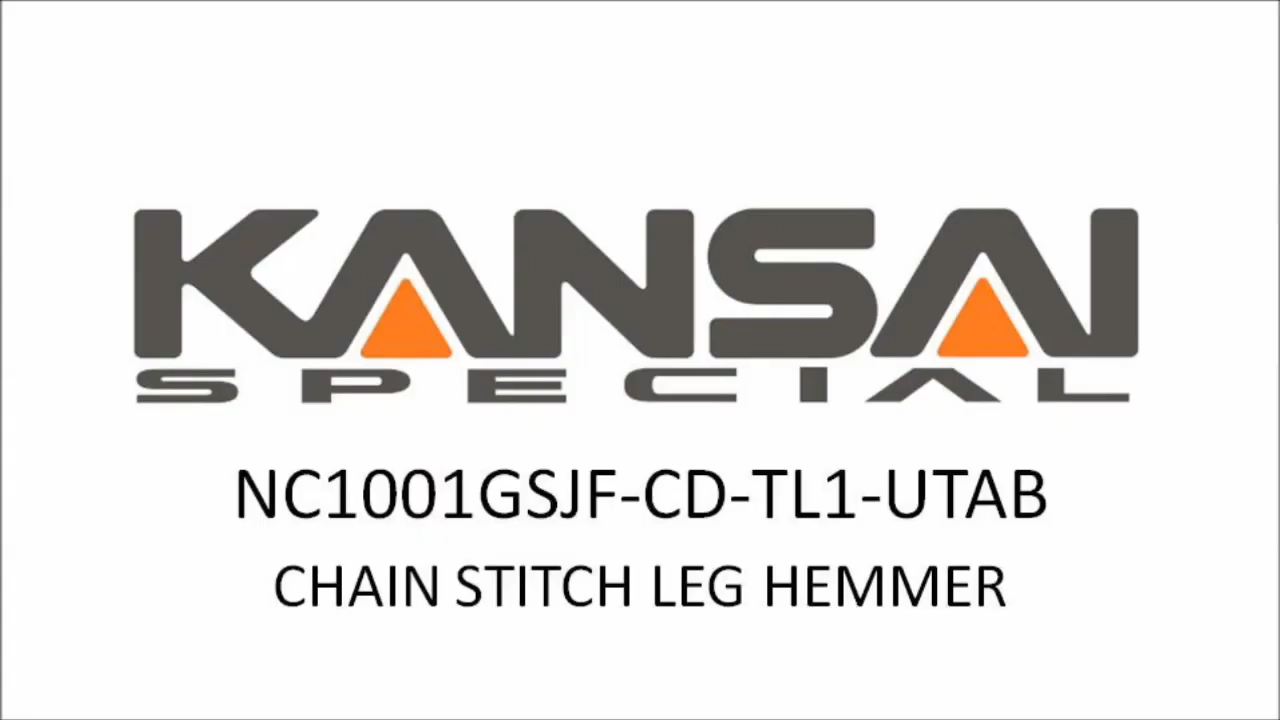 KANSAI
SPECIAL
NC1001GSJF-CD-TL1-UTAB
CHAIN STITCH LEG HEMMER